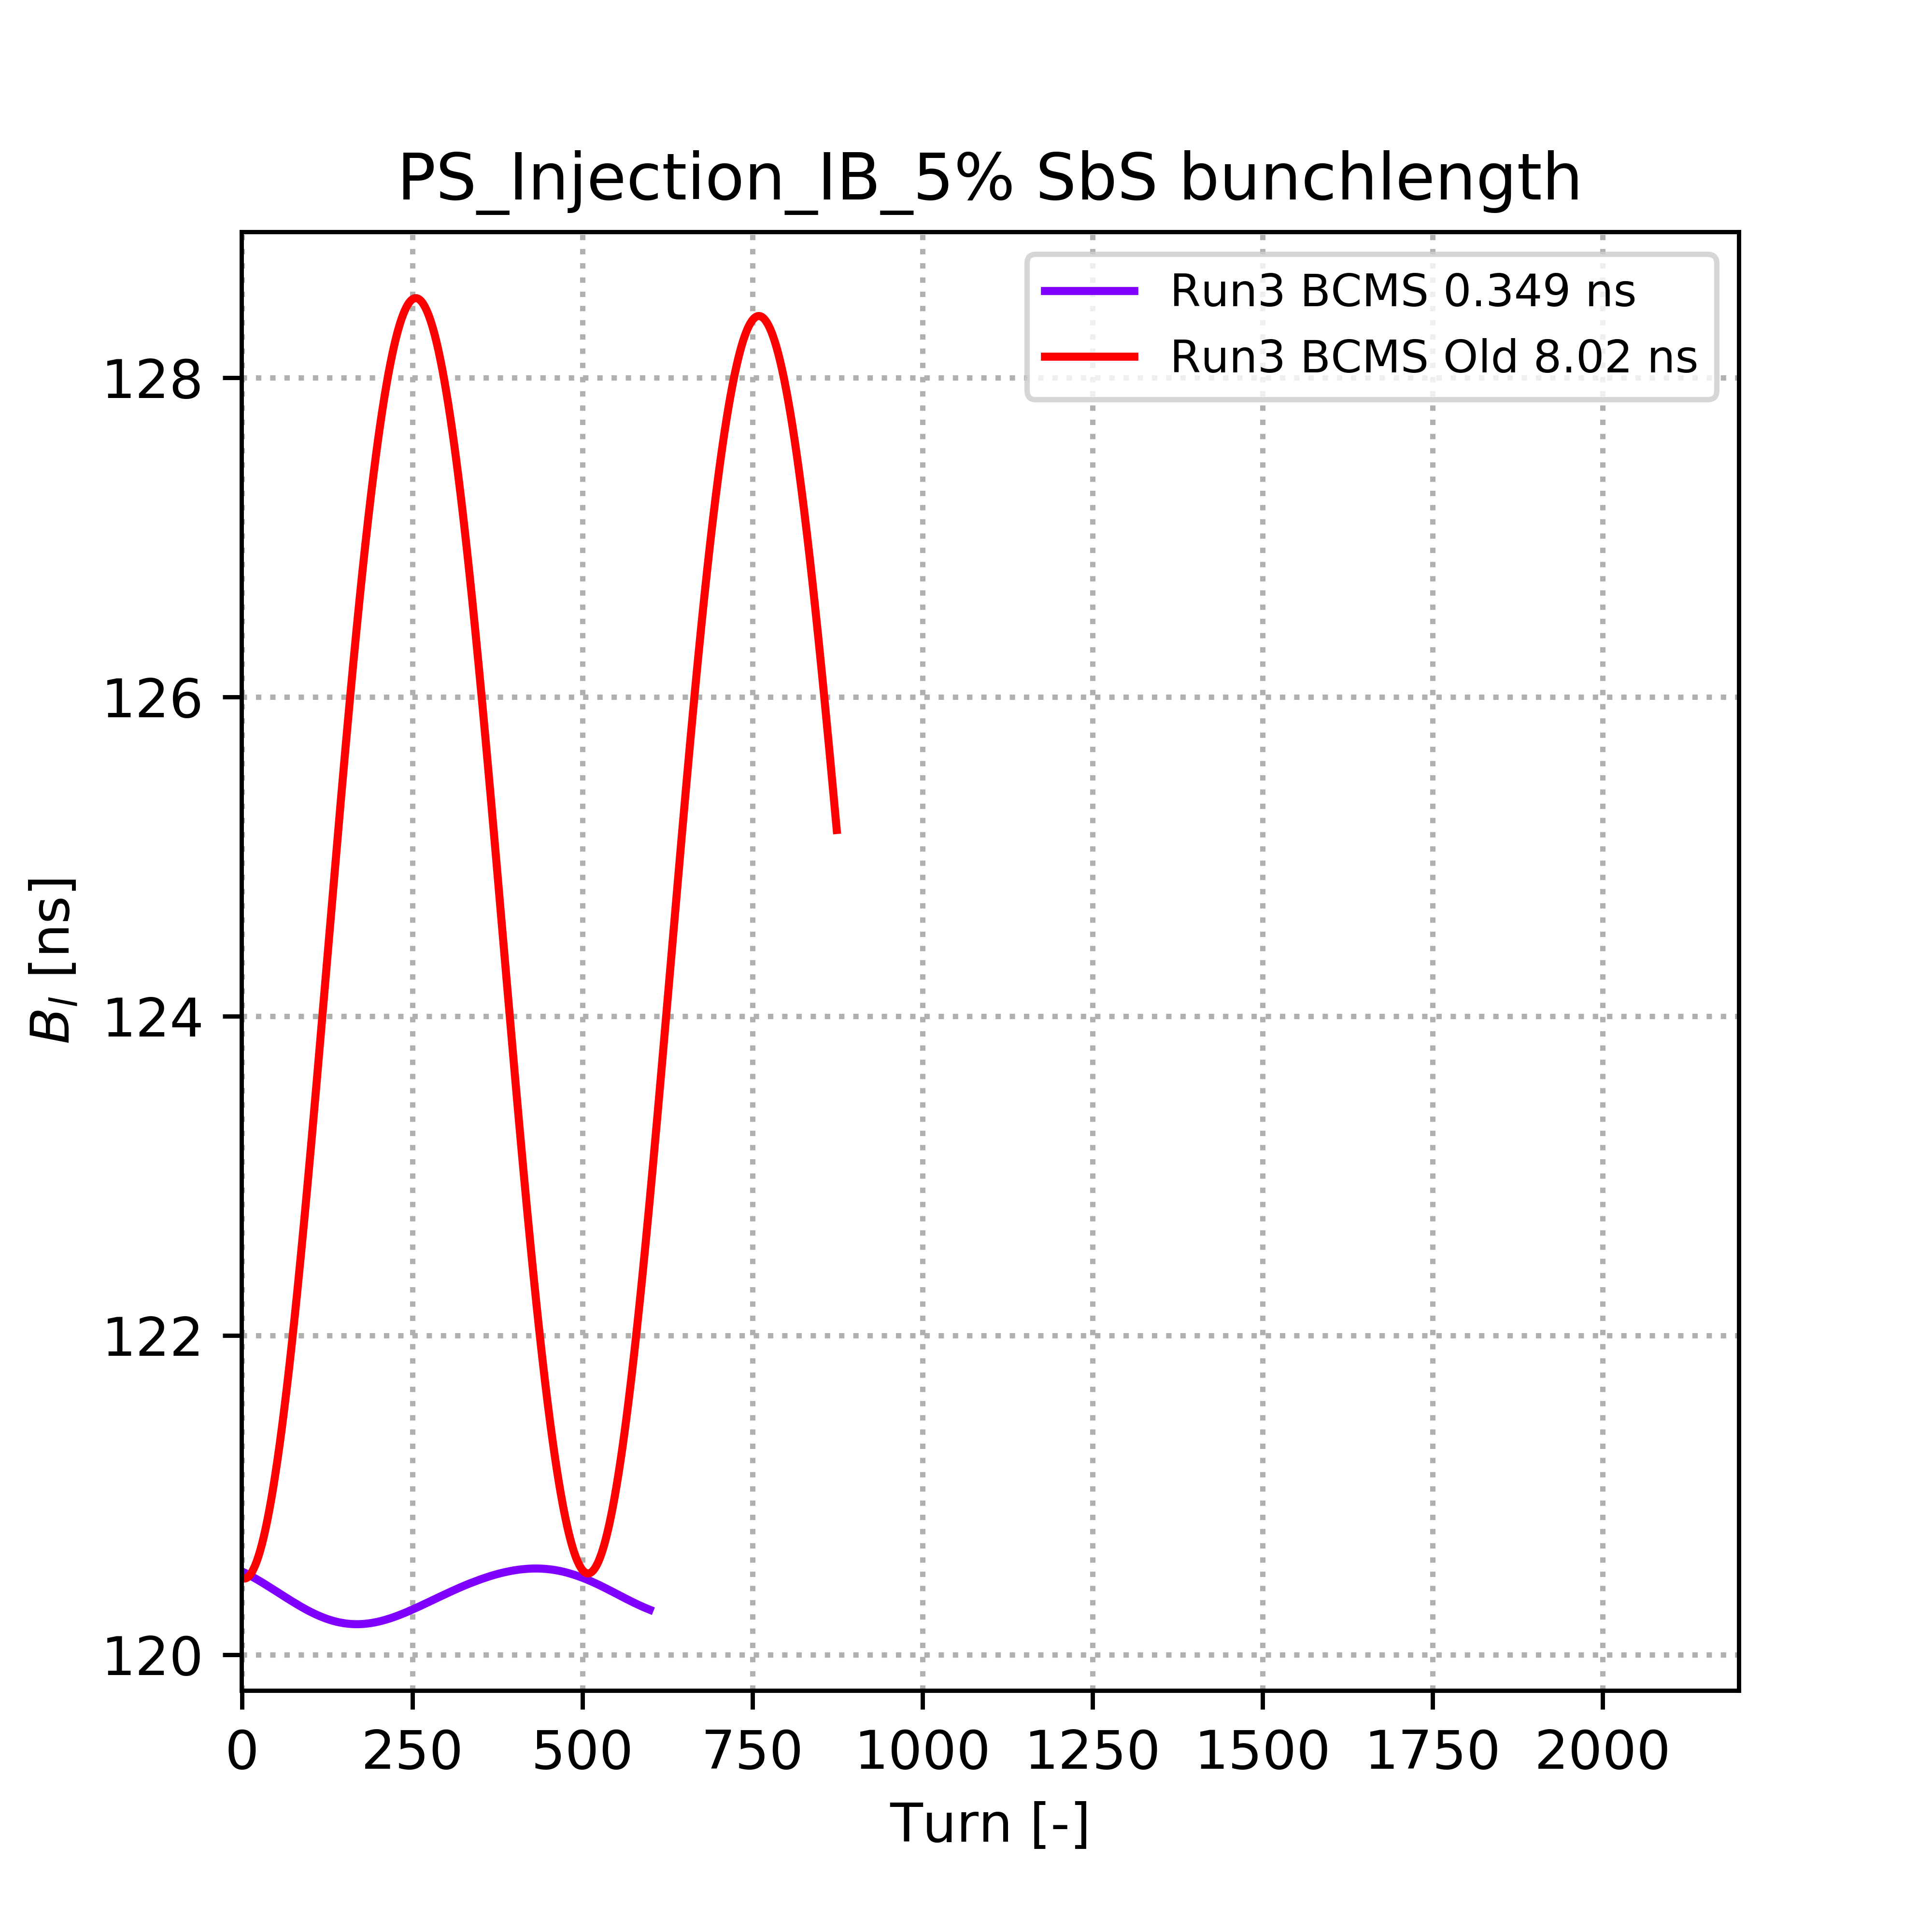 PS_Injection_IB_5% SbS bunchlength
Run3 BCMS 0.349 ns
Run3 BCMS Old 8.02 ns
128
126
124
122
120
B_l [ns]
0 250 500 750 1000 1250 1500 1750 2000
Turn [-]